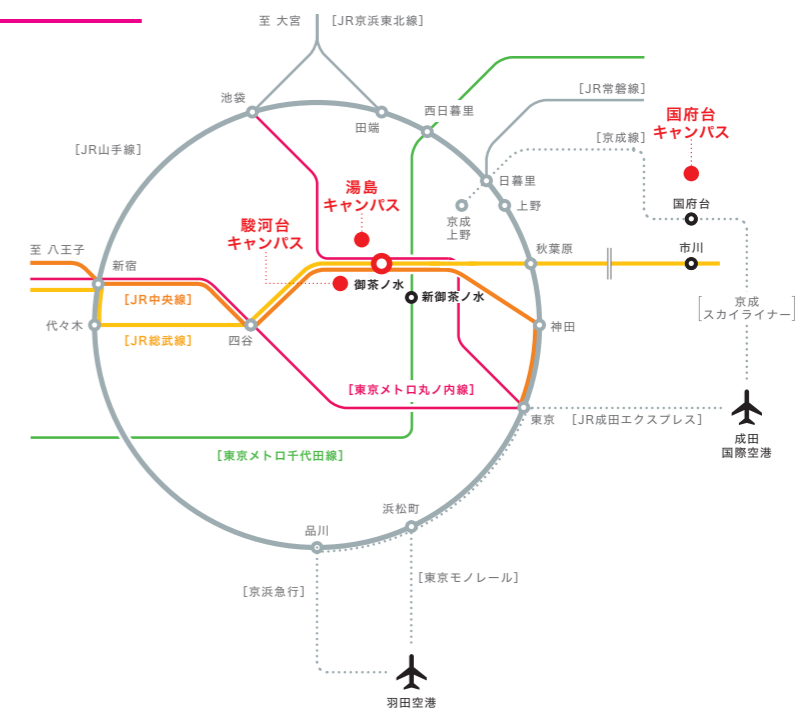 至 大宮
[JR京浜東北線]
池袋
田端
西日暮里
[JR常磐線]
国府台
キャンパス
[京成線]
[JR山手線]
日暮里
湯島
キャンパス
国府台
上野
京成
上野
駿河台
キャンパス
至 八王子
新宿
秋葉原
市川
御茶ノ水
新御茶ノ水
[JR中央線]
京成
[スカイライナー]
代々木
[JR総武線]
四谷
神田
[東京メトロ丸ノ内線]
東京
[JR成田エクスプレス]
成田
国際空港
[東京メトロ千代田線]
浜松町
品川
[京浜急行]
[東京モノレール]
羽田空港